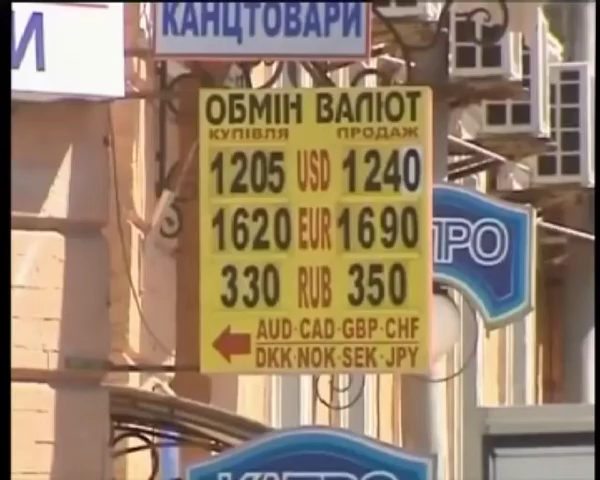 И
КАНЦТОВАРИ
ОБМІН ВАЛЮТ
КУПІВЛЯ ПРОДАЖ
1205 USD 1240
1620 EUR 1690
330 RUB 350
AUD·CAD·GBP·CHF
DKK·NOK·SEK·JPY